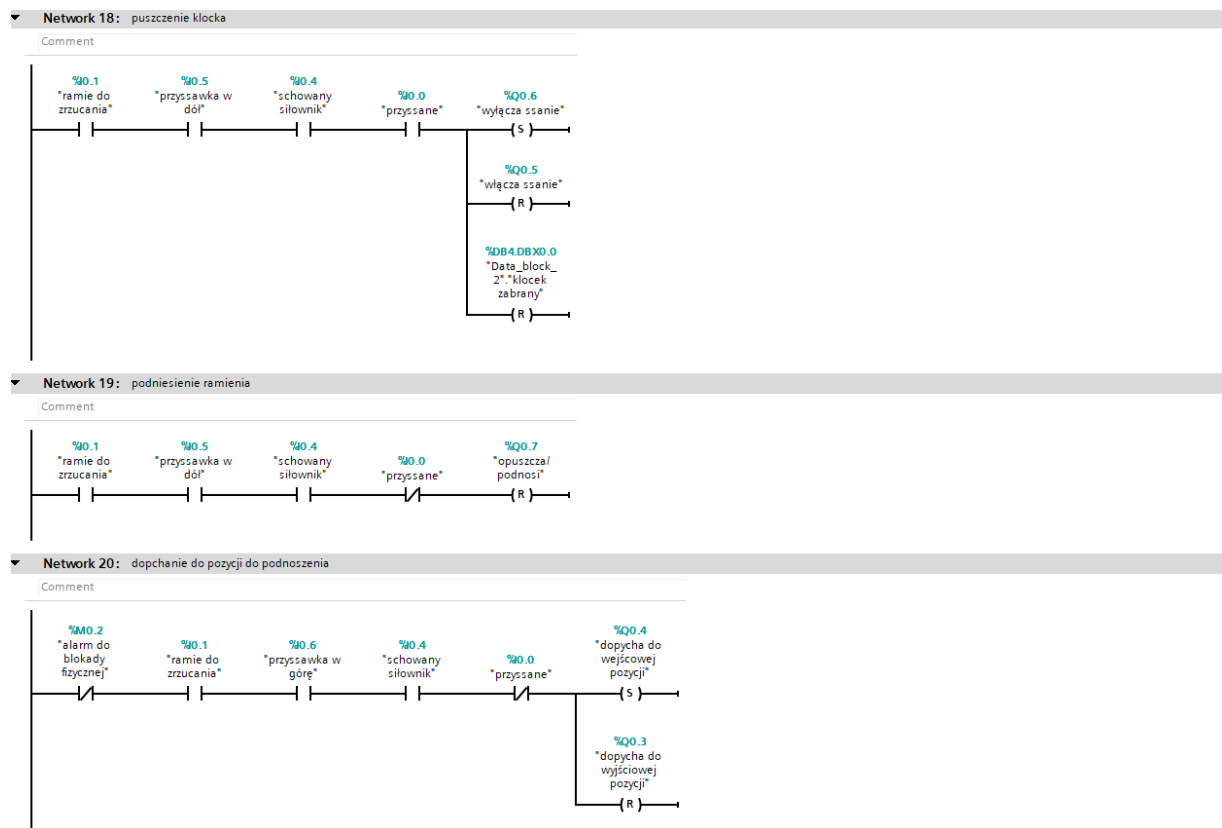 Network 18: puszczenie klocka
Comment
%I0.1
"ramie do
zrzucania"
%I0.5
"przyssawka w
dół"
%I0.4
"schowany
siłownik"
%I0.0
"przyssane"
%Q0.6
"wyłącza ssanie"
S
%Q0.5
"włącza ssanie"
R
%DB4.DBX0.0
"Data_block_
2"."klocek
zabrany"
R
Network 19: podniesienie ramienia
Comment
%I0.1
"ramie do
zrzucania"
%I0.5
"przyssawka w
dół"
%I0.4
"schowany
siłownik"
%I0.0
"przyssane"
%Q0.7
"opuszcza/
podnosi"
R
Network 20: dopchanie do pozycji do podnoszenia
Comment
%M0.2
"alarm do
blokady
fizycznej"
%I0.1
"ramie do
zrzucania"
%I0.6
"przyssawka w
górę"
%I0.4
"schowany
siłownik"
%I0.0
"przyssane"
%Q0.4
"dopycha do
wejścowej
pozycji"
S
%Q0.3
"dopycha do
wyjściowej
pozycji"
R